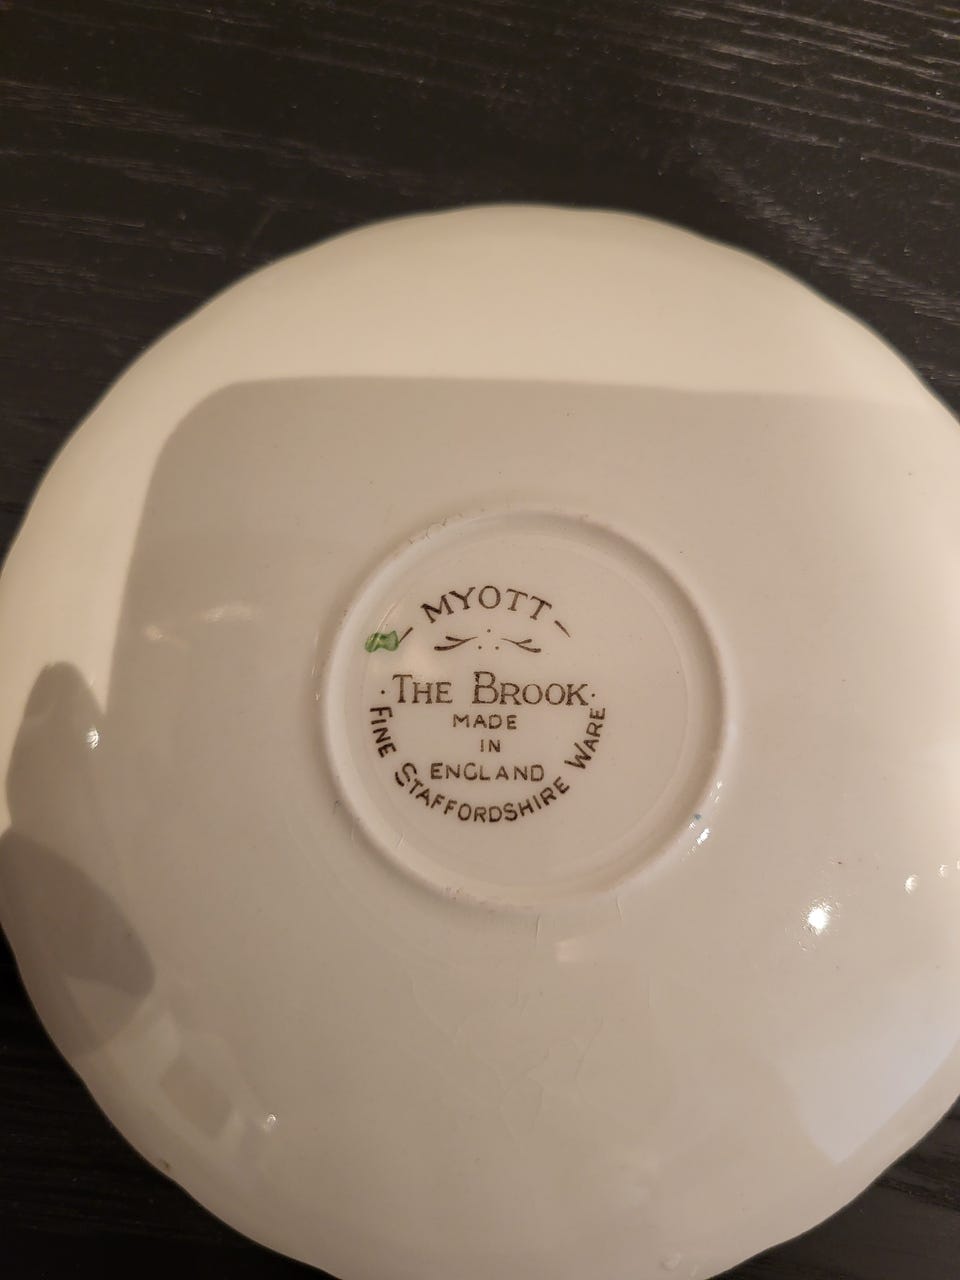 MYOTT
THE BROOK
MADE
IN
ENGLAND
FINE STAFFORDSHIRE WARE